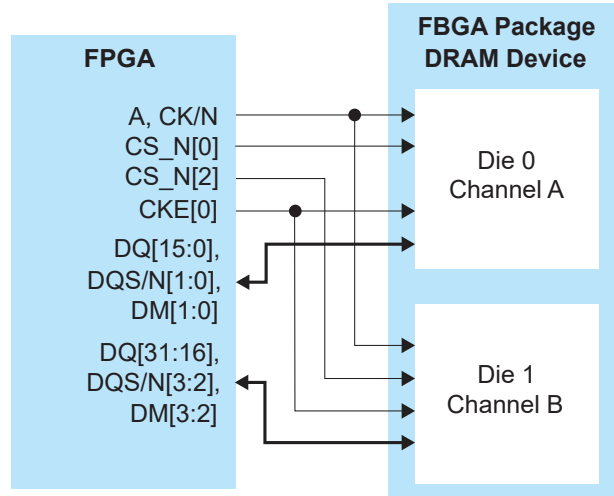 FPGA
A, CK/N
CS_N[0]
CS_N[2]
CKE[0]
DQ[15:0],
DQS/N[1:0],
DM[1:0]
DQ[31:16],
DQS/N[3:2],
DM[3:2]
FBGA Package
DRAM Device
Die 0
Channel A
Die 1
Channel B